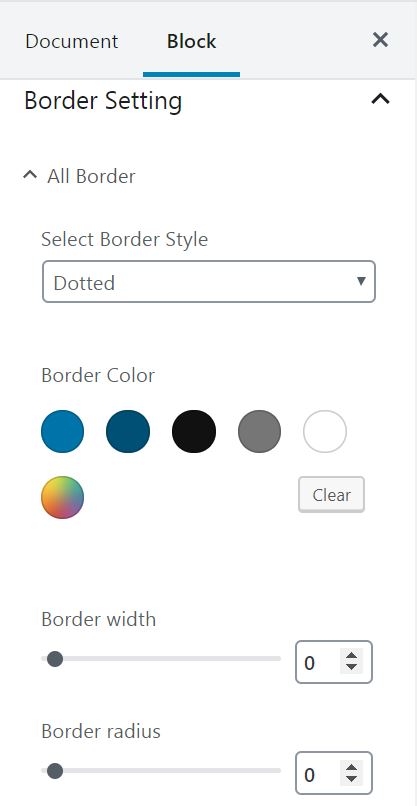 Document Block
Border Setting
All Border
Select Border Style
Dotted
Border Color
Clear
Border width
0
Border radius
0